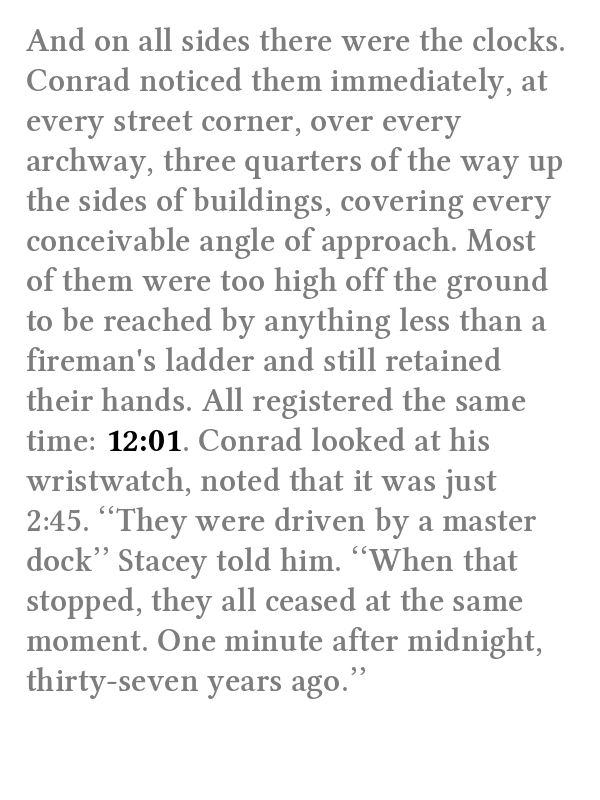 And on all sides there were the clocks.
Conrad noticed them immediately, at
every street corner, over every
archway, three quarters of the way up
the sides of buildings, covering every
conceivable angle of approach. Most
of them were too high off the ground
to be reached by anything less than a
fireman's ladder and still retained
their hands. All registered the same
time: 12:01. Conrad looked at his
wristwatch, noted that it was just
2:45. ‘‘They were driven by a master
dock’’ Stacey told him. ‘‘When that
stopped, they all ceased at the same
moment. One minute after midnight,
thirty-seven years ago.’’